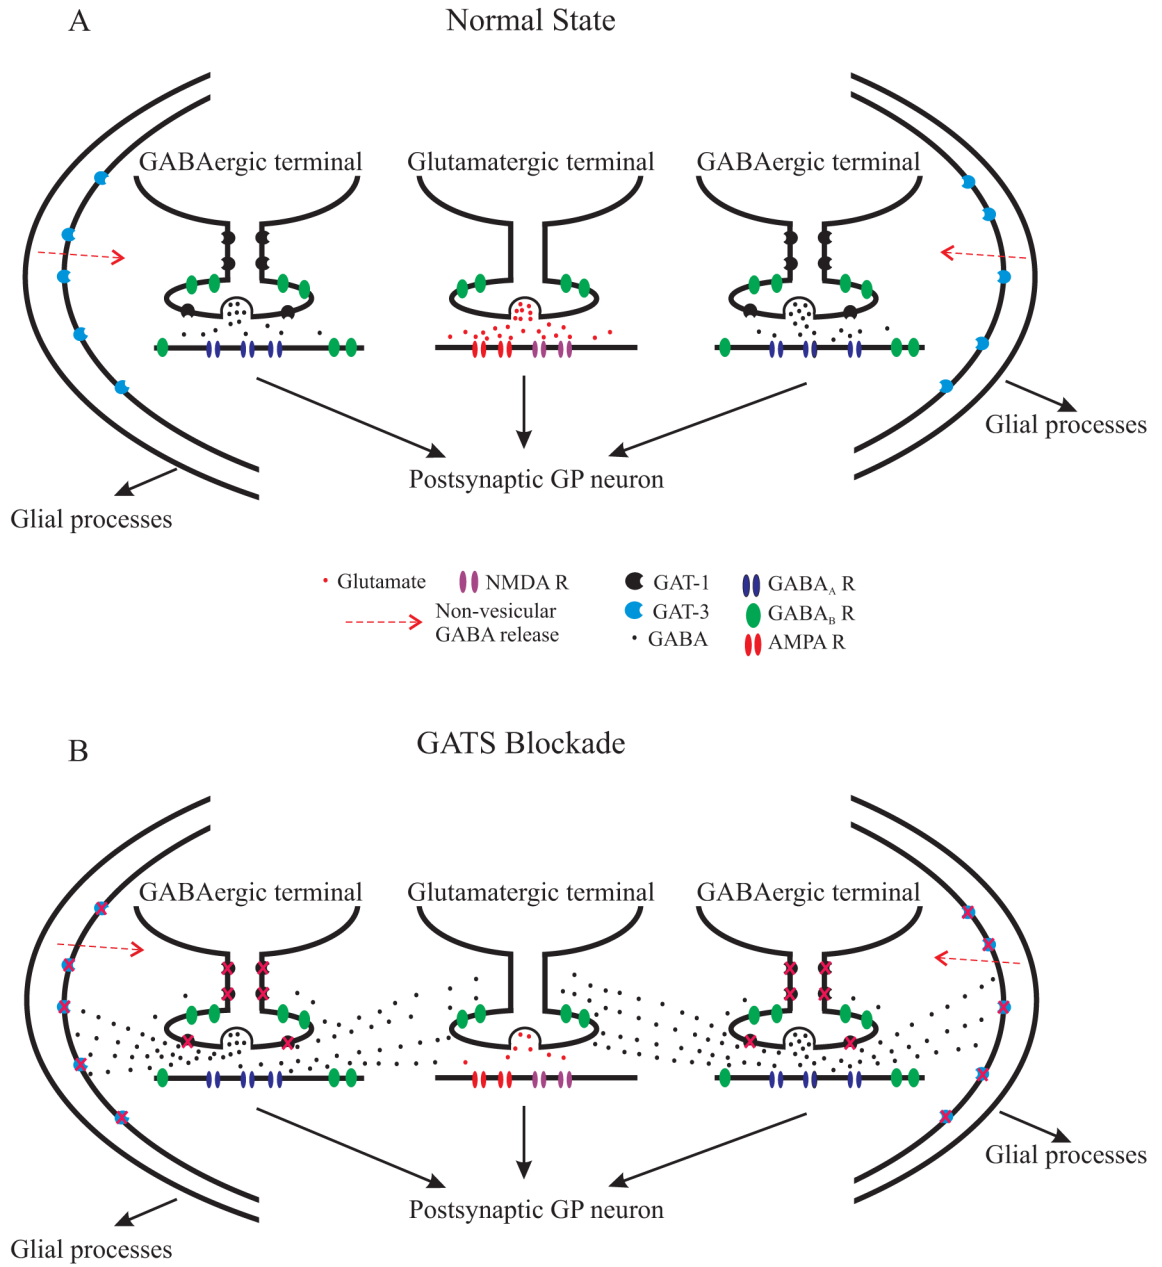 A
Normal State
GABAergic terminal
Glutamatergic terminal
GABAergic terminal
Glial processes
Postsynaptic GP neuron
Glial processes
Glutamate
NMDA R
GAT-1
GABAA R
Non-vesicular
GABA release
GAT-3
GABAB R
GABA
AMPA R
B
GATS Blockade
GABAergic terminal
Glutamatergic terminal
GABAergic terminal
Glial processes
Postsynaptic GP neuron
Glial processes